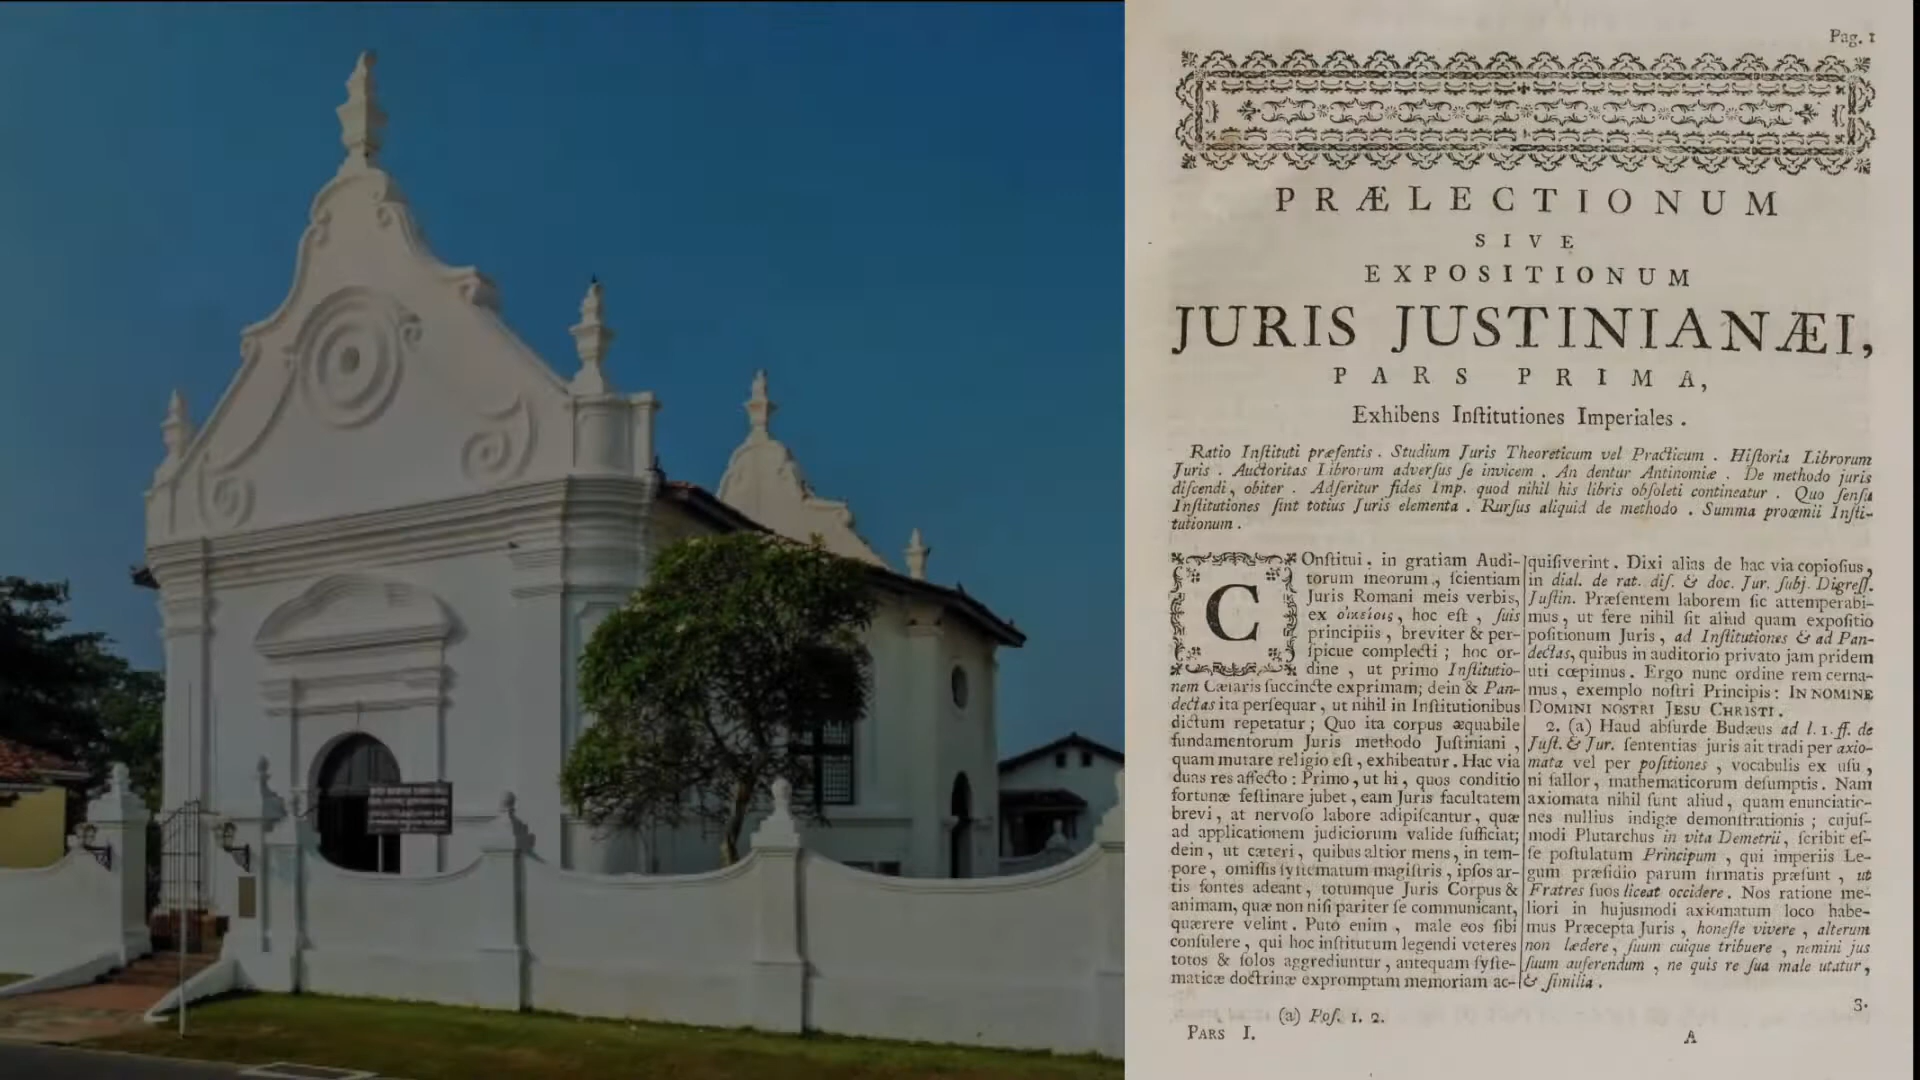 Pag. 1
PRÆLECTIONUM
SIVE
EXPOSITIONUM
JURIS JUSTINIANÆI,
PARS PRIMA,
Exhibens Inſtitutiones Imperiales .
Ratio Inſtituti præſentis . Studium Juris Theoreticum vel Practicum . Hiſtoria Librorum
Juris . Auctoritas Librorum adverſus ſe invicem . An dentur Antinomiæ . De methodo juris
diſcendi, obiter . Adſeritur fides Imp. quod nihil his libris obſoleti contineatur . Quo ſenſu
Inſtitutiones ſint totius Juris elementa . Rurſus aliquid de methodo . Summa proœmii Inſti-
tutionum .
COnſtitui, in gratiam Audi-
torum meorum, ſcientiam
Juris Romani meis verbis,
ex οἰκείοις, hoc eſt, ſuis
principiis, breviter & per-
ſpicue complecti; hoc or-
dine, ut primo Inſtitutio-
nem Cæſaris ſuccincte exprimam; dein & Pan-
dectas ita perſequar, ut nihil in Inſtitutionibus
dictum repetatur; Quo ita corpus æquabile
fundamentorum Juris methodo Juſtiniani,
quam mutare religio eſt, exhibeatur. Hac via
duas res affecto: Primo, ut hi, quos conditio
fortunæ feſtinare jubet, eam Juris facultatem
brevi, at nervoſo labore adipiſcantur, quæ
ad applicationem judiciorum valide ſufficiat;
dein, ut cæteri, quibus altior mens, in tem-
pore, omiſſis ſyſtematum magiſtris, ipſos ar-
tis fontes adeant, totumque Juris Corpus &
animam, quæ non niſi pariter ſe communicant,
quærere velint. Puto enim, male eos ſibi
conſulere, qui hoc inſtitutum legendi veteres
totos & ſolos aggrediuntur, antequam ſyſte-
maticæ doctrinæ expromptam memoriam ac-
quiſiverint. Dixi alias de hac via copioſius,
in dial. de rat. diſ. & doc. Jur. ſubj. Digreſſ.
Juſtin. Præſentem laborem ſic attemperabi-
mus, ut fere nihil ſit aliud quam expoſitio
poſitionum Juris, ad Inſtitutiones & ad Pan-
dectas, quibus in auditorio privato jam pridem
uti cœpimus. Ergo nunc ordine rem cerna-
mus, exemplo noſtri Principis: IN NOMINE
DOMINI NOSTRI JESU CHRISTI.
2. (a) Haud abſurde Budæus ad l. 1. ff. de
Juſt. & Jur. ſententias juris ait tradi per axio-
mata vel per poſitiones, vocabulis ex uſu,
ni fallor, mathematicorum deſumptis. Nam
axiomata nihil ſunt aliud, quam enunciatio-
nes nullius indigæ demonſtrationis; cujuſ-
modi Plutarchus in vita Demetrii, ſcribit eſ-
ſe poſtulatum Principum, qui imperiis Le-
gum præſidio parum firmatis præſunt, ut
Fratres ſuos liceat occidere. Nos ratione me-
liori in hujuſmodi axiomatum loco habe-
mus Præcepta Juris, honeſte vivere, alterum
non lædere, ſuum cuique tribuere, nemini jus
ſuum auferendum, ne quis re ſua male utatur,
& ſimilia.
3.
(a) Poſ. 1. 2.
PARS I.
A